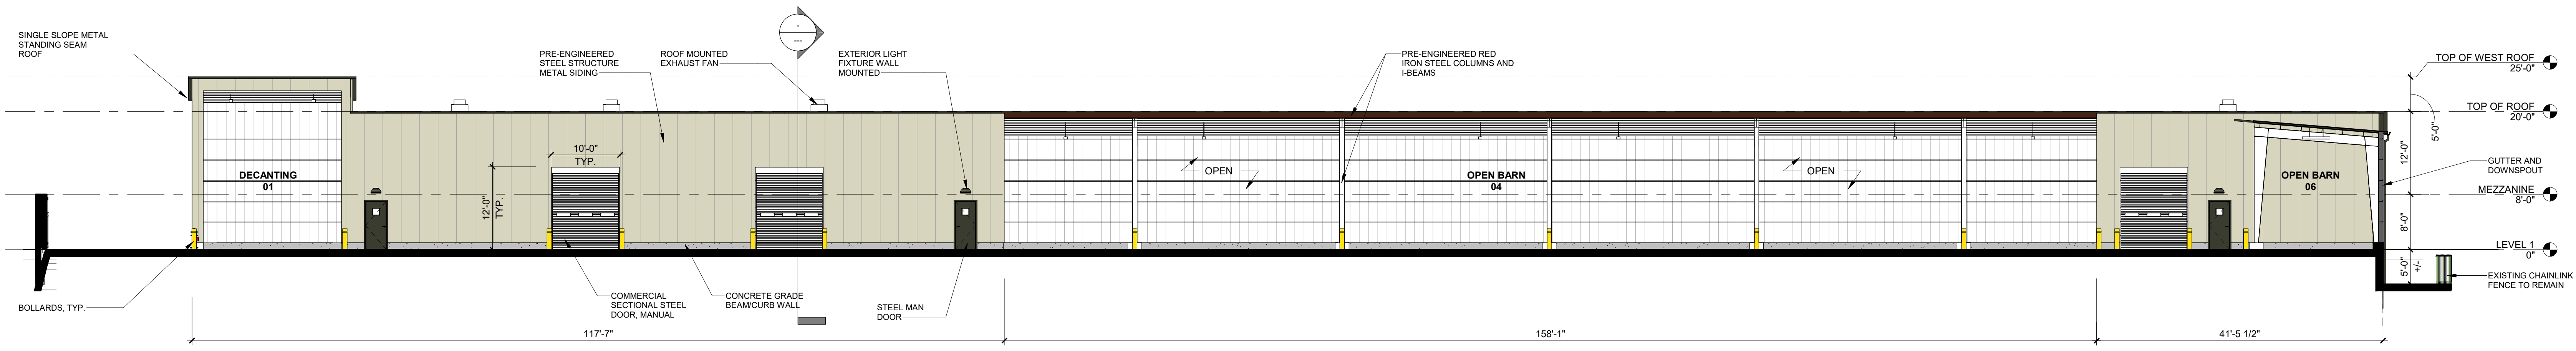 SINGLE SLOPE METAL
STANDING SEAM
ROOF
PRE-ENGINEERED
STEEL STRUCTURE
METAL SIDING
ROOF MOUNTED
EXHAUST FAN
-
---
EXTERIOR LIGHT
FIXTURE WALL
MOUNTED
PRE-ENGINEERED RED
IRON STEEL COLUMNS AND
I-BEAMS
TOP OF WEST ROOF
25'-0"
TOP OF ROOF
20'-0"
5'-0"
12'-0"
GUTTER AND
DOWNSPOUT
MEZZANINE
8'-0"
8'-0"
LEVEL 1
0"
5'-0"
+/-
EXISTING CHAINLINK
FENCE TO REMAIN
DECANTING
01
10'-0"
TYP.
12'-0"
TYP.
OPEN
OPEN BARN
04
OPEN
OPEN BARN
06
BOLLARDS, TYP.
COMMERCIAL
SECTIONAL STEEL
DOOR, MANUAL
CONCRETE GRADE
BEAM/CURB WALL
STEEL MAN
DOOR
117'-7"
158'-1"
41'-5 1/2"